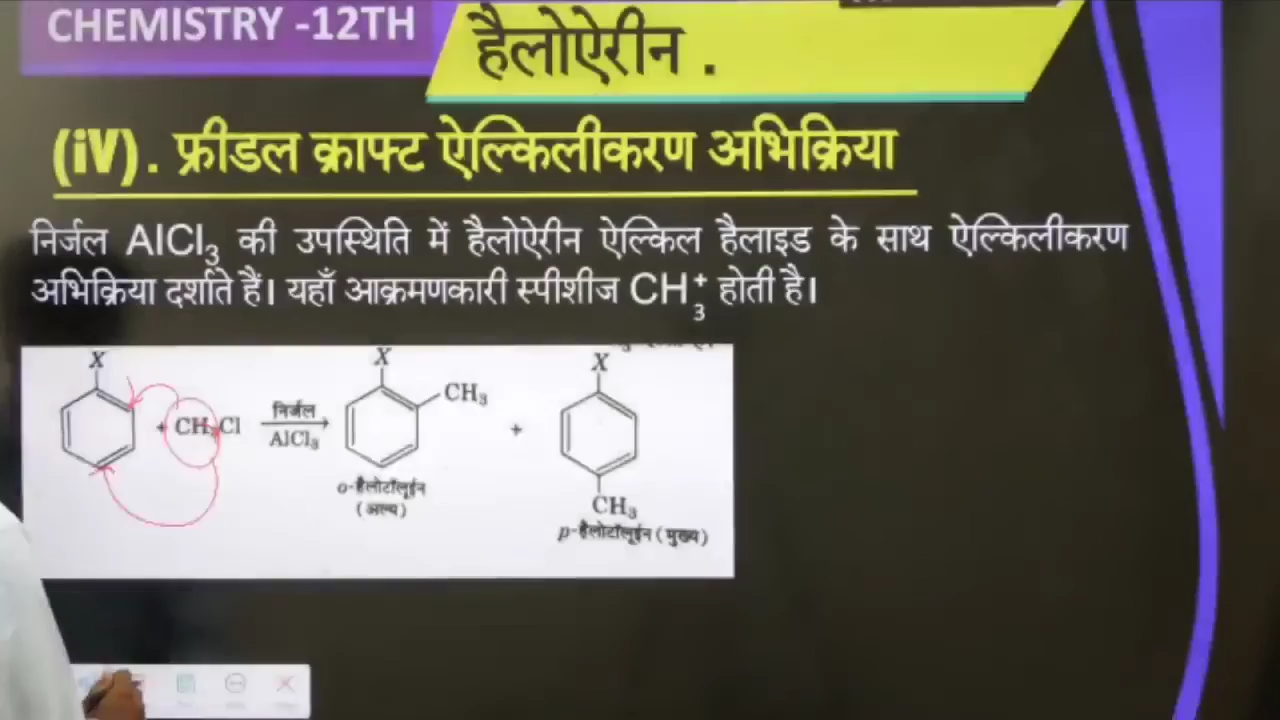 CHEMISTRY -12TH
हैलोऐरीन .
(iV). फ्रीडल क्राफ्ट ऐल्किलीकरण अभिक्रिया
निर्जल AlCl₃ की उपस्थिति में हैलोऐरीन ऐल्किल हैलाइड के साथ ऐल्किलीकरण
अभिक्रिया दर्शाते हैं। यहाँ आक्रमणकारी स्पीशीज CH₃⁺ होती है।
X
X
X
+ CH₃Cl
निर्जल
AlCl₃
CH₃
+
o-हैलोटॉलूईन
(अल्प)
CH₃
p-हैलोटॉलूईन (मुख्य)